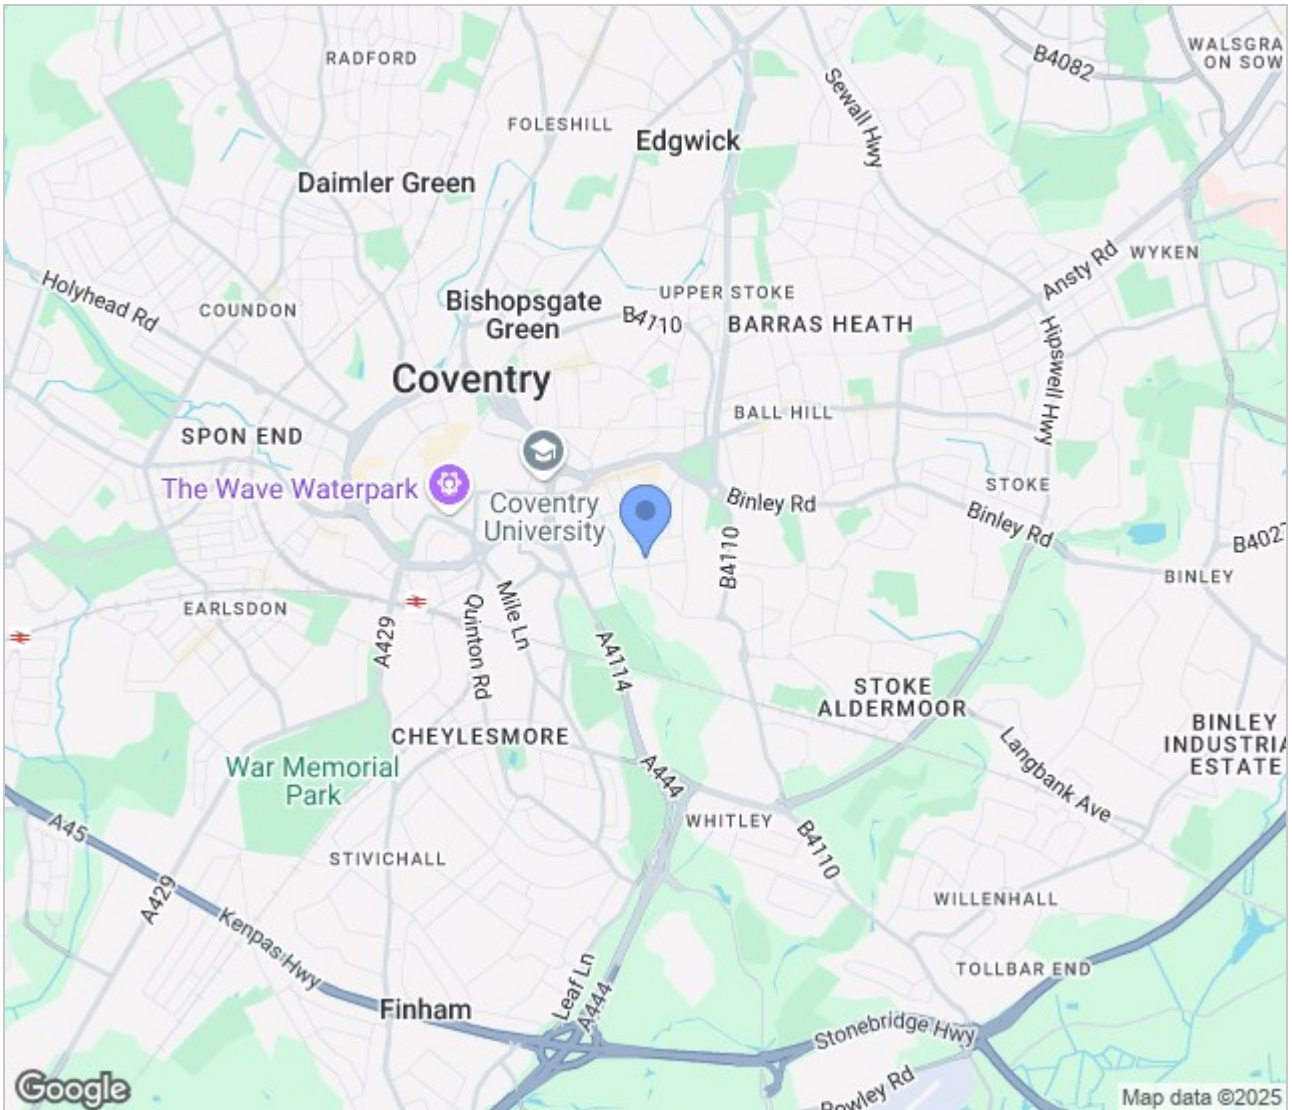 RADFORD
B4082
WALSGRA
ON SOW
Sewall Hwy
FOLESHILL
Edgwick
Daimler Green
WYKEN
Ansty Rd
Holyhead Rd
COUNDON
Bishopsgate
Green
UPPER STOKE
B4110
BARRAS HEATH
Hipswell Hwy
Coventry
BALL HILL
SPON END
The Wave Waterpark
Coventry
University
Binley Rd
STOKE
Binley Rd
B4027
B4110
BINLEY
EARLSDON
A429
Quinton Rd
Mile Ln
A4114
STOKE
ALDERMOOR
CHEYLESMORE
BINLEY
INDUSTRIA
ESTATE
War Memorial
Park
Langbank Ave
A444
WHITLEY
B4110
A45
STIVICHALL
A429
WILLENHALL
Kenpas Hwy
TOLLBAR END
Leaf Ln
A444
Finham
Stonebridge Hwy
Rowley Rd
Google
Map data ©2025